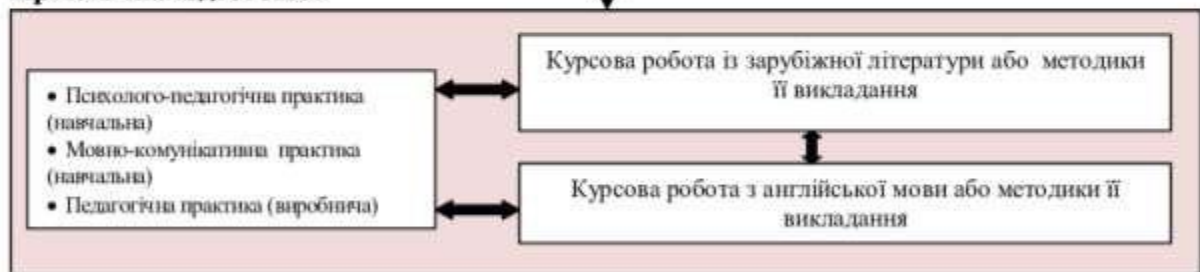 • Психолого-педагогічна практика
(навчальна)
• Мовно-комунікативна практика
(навчальна)
• Педагогічна практика (виробнича)
Курсова робота із зарубіжної літератури або методики
її викладання
Курсова робота з англійської мови або методики її
викладання